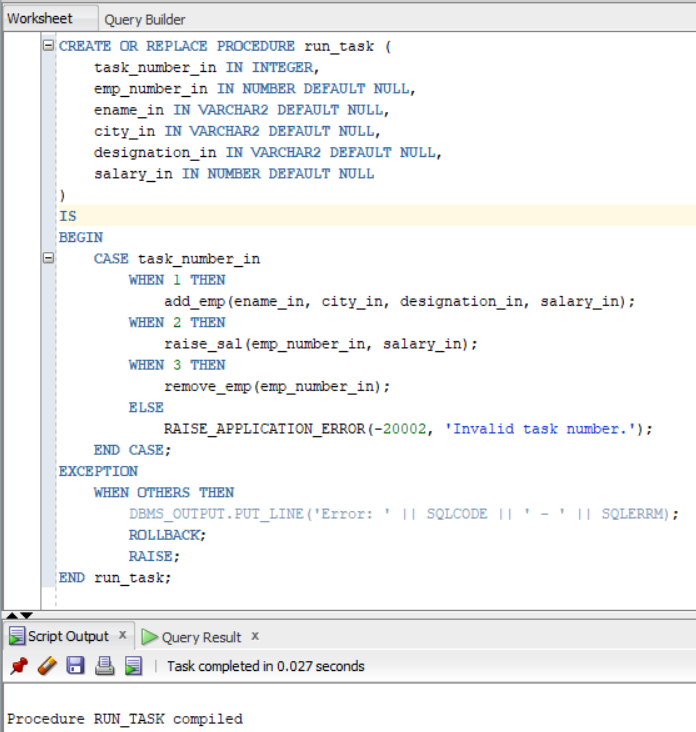 Worksheet Query Builder
CREATE OR REPLACE PROCEDURE run_task (
    task_number_in IN INTEGER,
    emp_number_in IN NUMBER DEFAULT NULL,
    ename_in IN VARCHAR2 DEFAULT NULL,
    city_in IN VARCHAR2 DEFAULT NULL,
    designation_in IN VARCHAR2 DEFAULT NULL,
    salary_in IN NUMBER DEFAULT NULL
)
IS
BEGIN
    CASE task_number_in
        WHEN 1 THEN
            add_emp(ename_in, city_in, designation_in, salary_in);
        WHEN 2 THEN
            raise_sal(emp_number_in, salary_in);
        WHEN 3 THEN
            remove_emp(emp_number_in);
        ELSE
            RAISE_APPLICATION_ERROR(-20002, 'Invalid task number.');
    END CASE;
EXCEPTION
    WHEN OTHERS THEN
        DBMS_OUTPUT.PUT_LINE('Error: ' || SQLCODE || ' - ' || SQLERRM);
        ROLLBACK;
        RAISE;
END run_task;
Script Output x Query Result x
Task completed in 0.027 seconds
Procedure RUN_TASK compiled